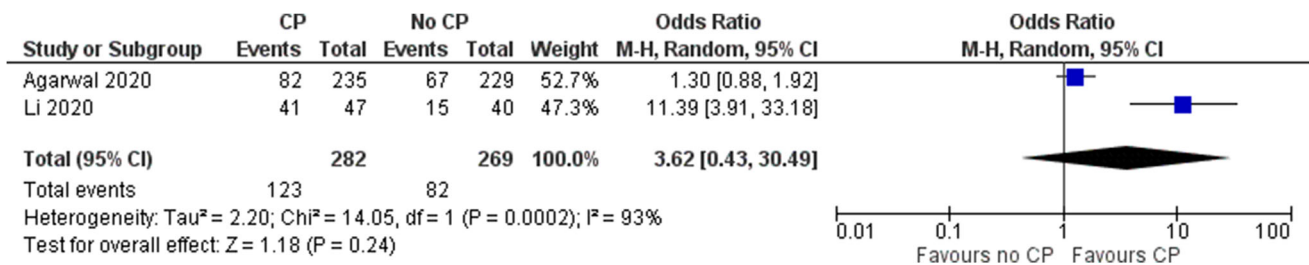 CP No CP Odds Ratio Odds Ratio
Study or Subgroup Events Total Events Total Weight M-H, Random, 95% CI M-H, Random, 95% CI
Agarwal 2020 82 235 67 229 52.7% 1.30 [0.88, 1.92]
Li 2020 41 47 15 40 47.3% 11.39 [3.91, 33.18]
Total (95% CI) 282 269 100.0% 3.62 [0.43, 30.49]
Total events 123 82
Heterogeneity: Tau² = 2.20; Chi² = 14.05, df = 1 (P = 0.0002); I² = 93%
Test for overall effect: Z = 1.18 (P = 0.24)
0.01 0.1 1 10 100
Favours no CP Favours CP